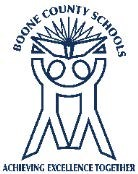 BOONE COUNTY SCHOOLS
ACHIEVING EXCELLENCE TOGETHER